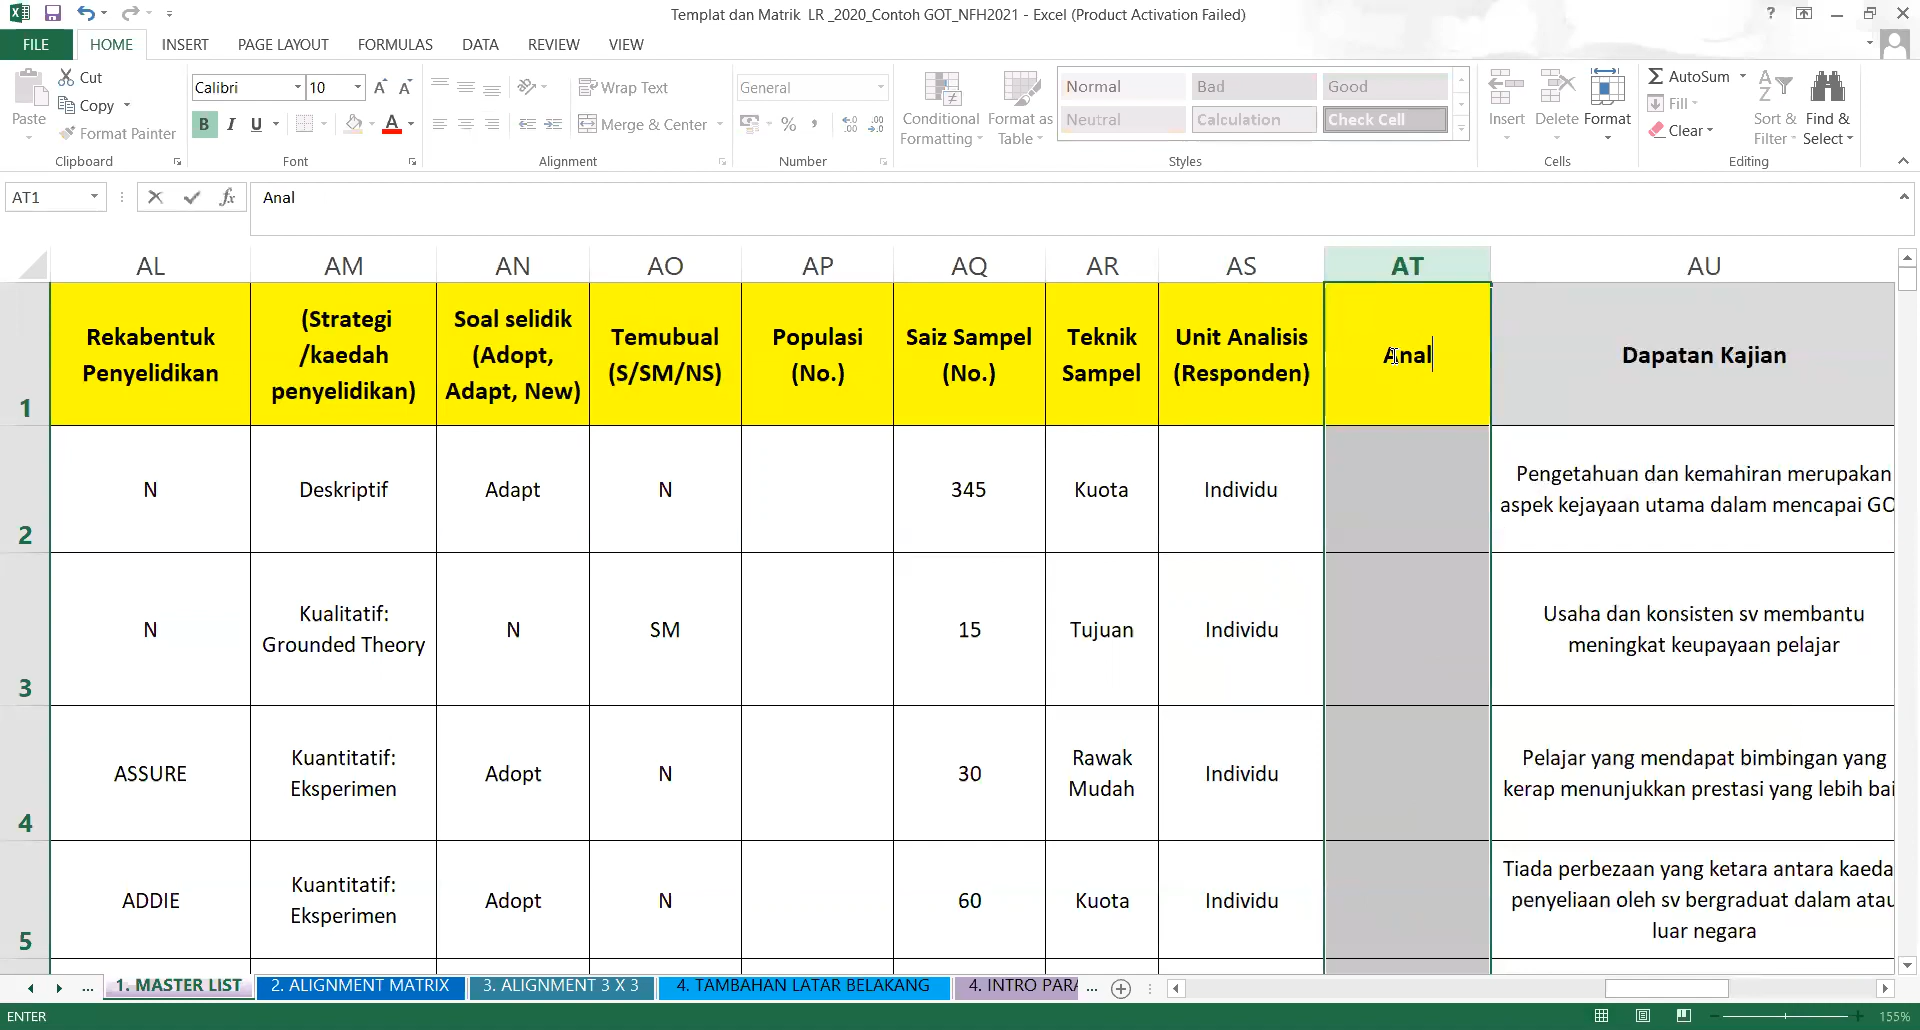 Templat dan Matrik LR _2020_Contoh GOT_NFH2021 - Excel (Product Activation Failed)
?
FILE HOME INSERT PAGE LAYOUT FORMULAS DATA REVIEW VIEW
Paste
Cut
Copy
Format Painter
Clipboard
Calibri 10
B I U
Font
Wrap Text
Merge & Center
Alignment
General
%
Number
Conditional Formatting
Format as Table
Normal Bad Good
Neutral Calculation Check Cell
Styles
Insert Delete Format
Cells
AutoSum
Fill
Clear
Sort & Filter
Find & Select
Editing
AT1 fx Anal
AL AM AN AO AP AQ AR AS AT AU
1
Rekabentuk
Penyelidikan
(Strategi
/kaedah
penyelidikan)
Soal selidik
(Adopt,
Adapt, New)
Temubual
(S/SM/NS)
Populasi
(No.)
Saiz Sampel
(No.)
Teknik
Sampel
Unit Analisis
(Responden)
Anal
Dapatan Kajian
2
N
Deskriptif
Adapt
N
345
Kuota
Individu
Pengetahuan dan kemahiran merupakan
aspek kejayaan utama dalam mencapai GO
3
N
Kualitatif:
Grounded Theory
N
SM
15
Tujuan
Individu
Usaha dan konsisten sv membantu
meningkat keupayaan pelajar
4
ASSURE
Kuantitatif:
Eksperimen
Adopt
N
30
Rawak
Mudah
Individu
Pelajar yang mendapat bimbingan yang
kerap menunjukkan prestasi yang lebih bai
5
ADDIE
Kuantitatif:
Eksperimen
Adopt
N
60
Kuota
Individu
Tiada perbezaan yang ketara antara kaeda
penyeliaan oleh sv bergraduat dalam atau
luar negara
... 1. MASTER LIST 2. ALIGNMENT MATRIX 3. ALIGNMENT 3 X 3 4. TAMBAHAN LATAR BELAKANG 4. INTRO PARA ...
ENTER 155%